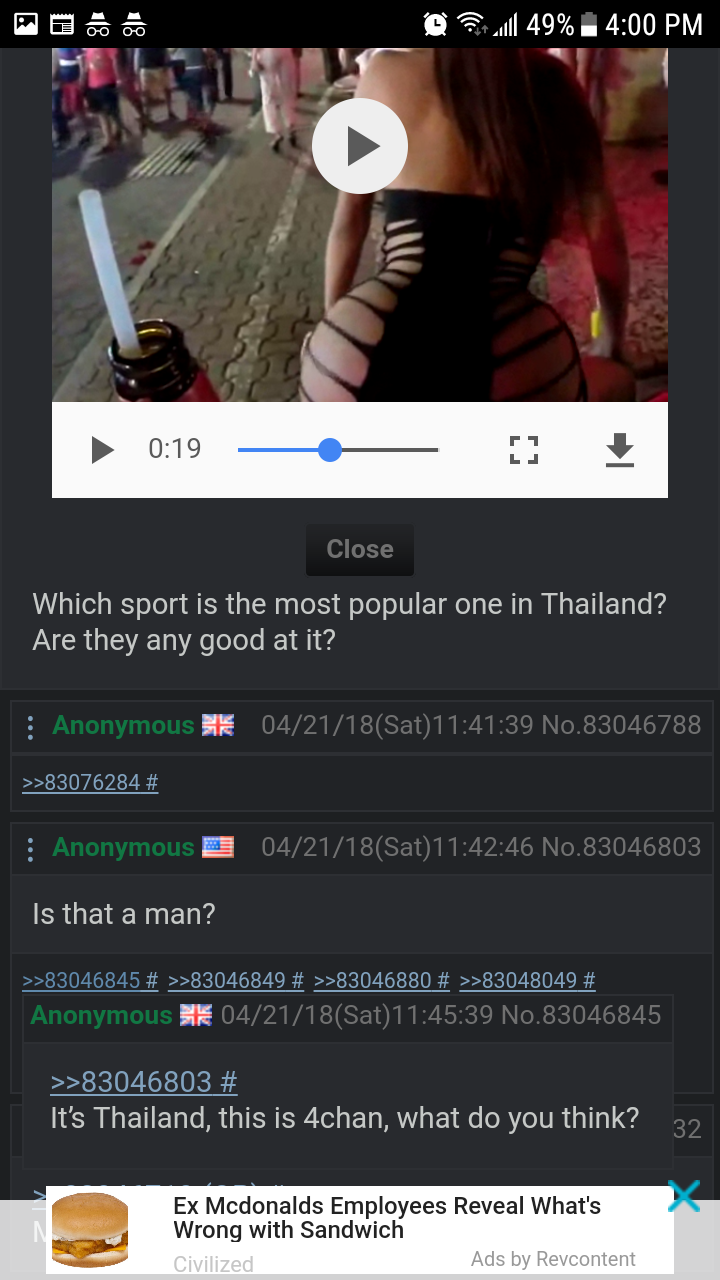 49% 4:00 PM
0:19
Close
Which sport is the most popular one in Thailand?
Are they any good at it?
Anonymous 04/21/18(Sat)11:41:39 No.83046788
>>83076284 #
Anonymous 04/21/18(Sat)11:42:46 No.83046803
Is that a man?
>>83046845 # >>83046849 # >>83046880 # >>83048049 #
Anonymous 04/21/18(Sat)11:45:39 No.83046845
>>83046803 #
It’s Thailand, this is 4chan, what do you think?
32
Ex Mcdonalds Employees Reveal What's
Wrong with Sandwich
Civilized Ads by Revcontent